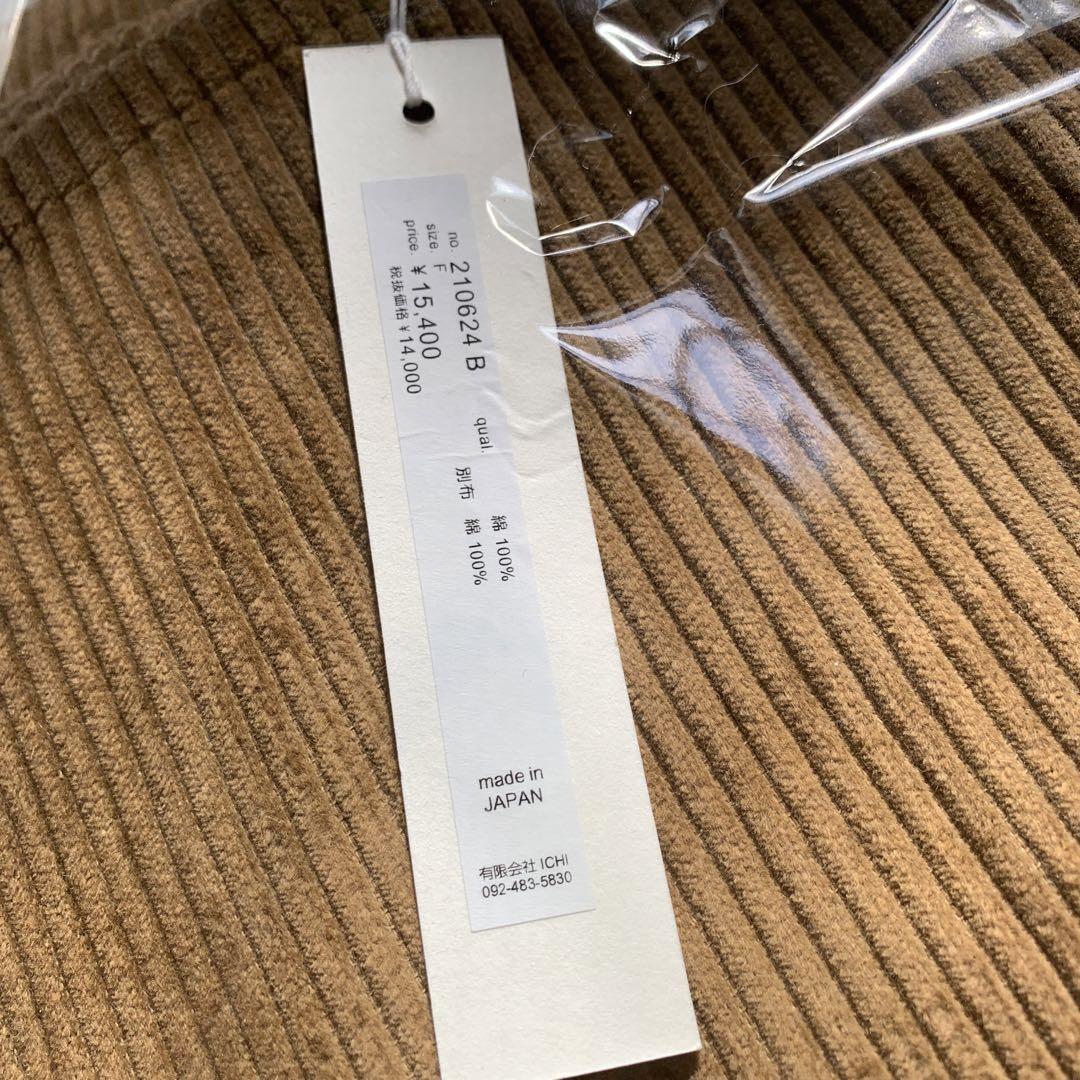 no. 210624 B
size. F
price. ¥15,400
税抜価格 ¥14,000
qual. 綿 100%
別布 綿 100%
made in
JAPAN
有限会社 ICHI
092-483-5830